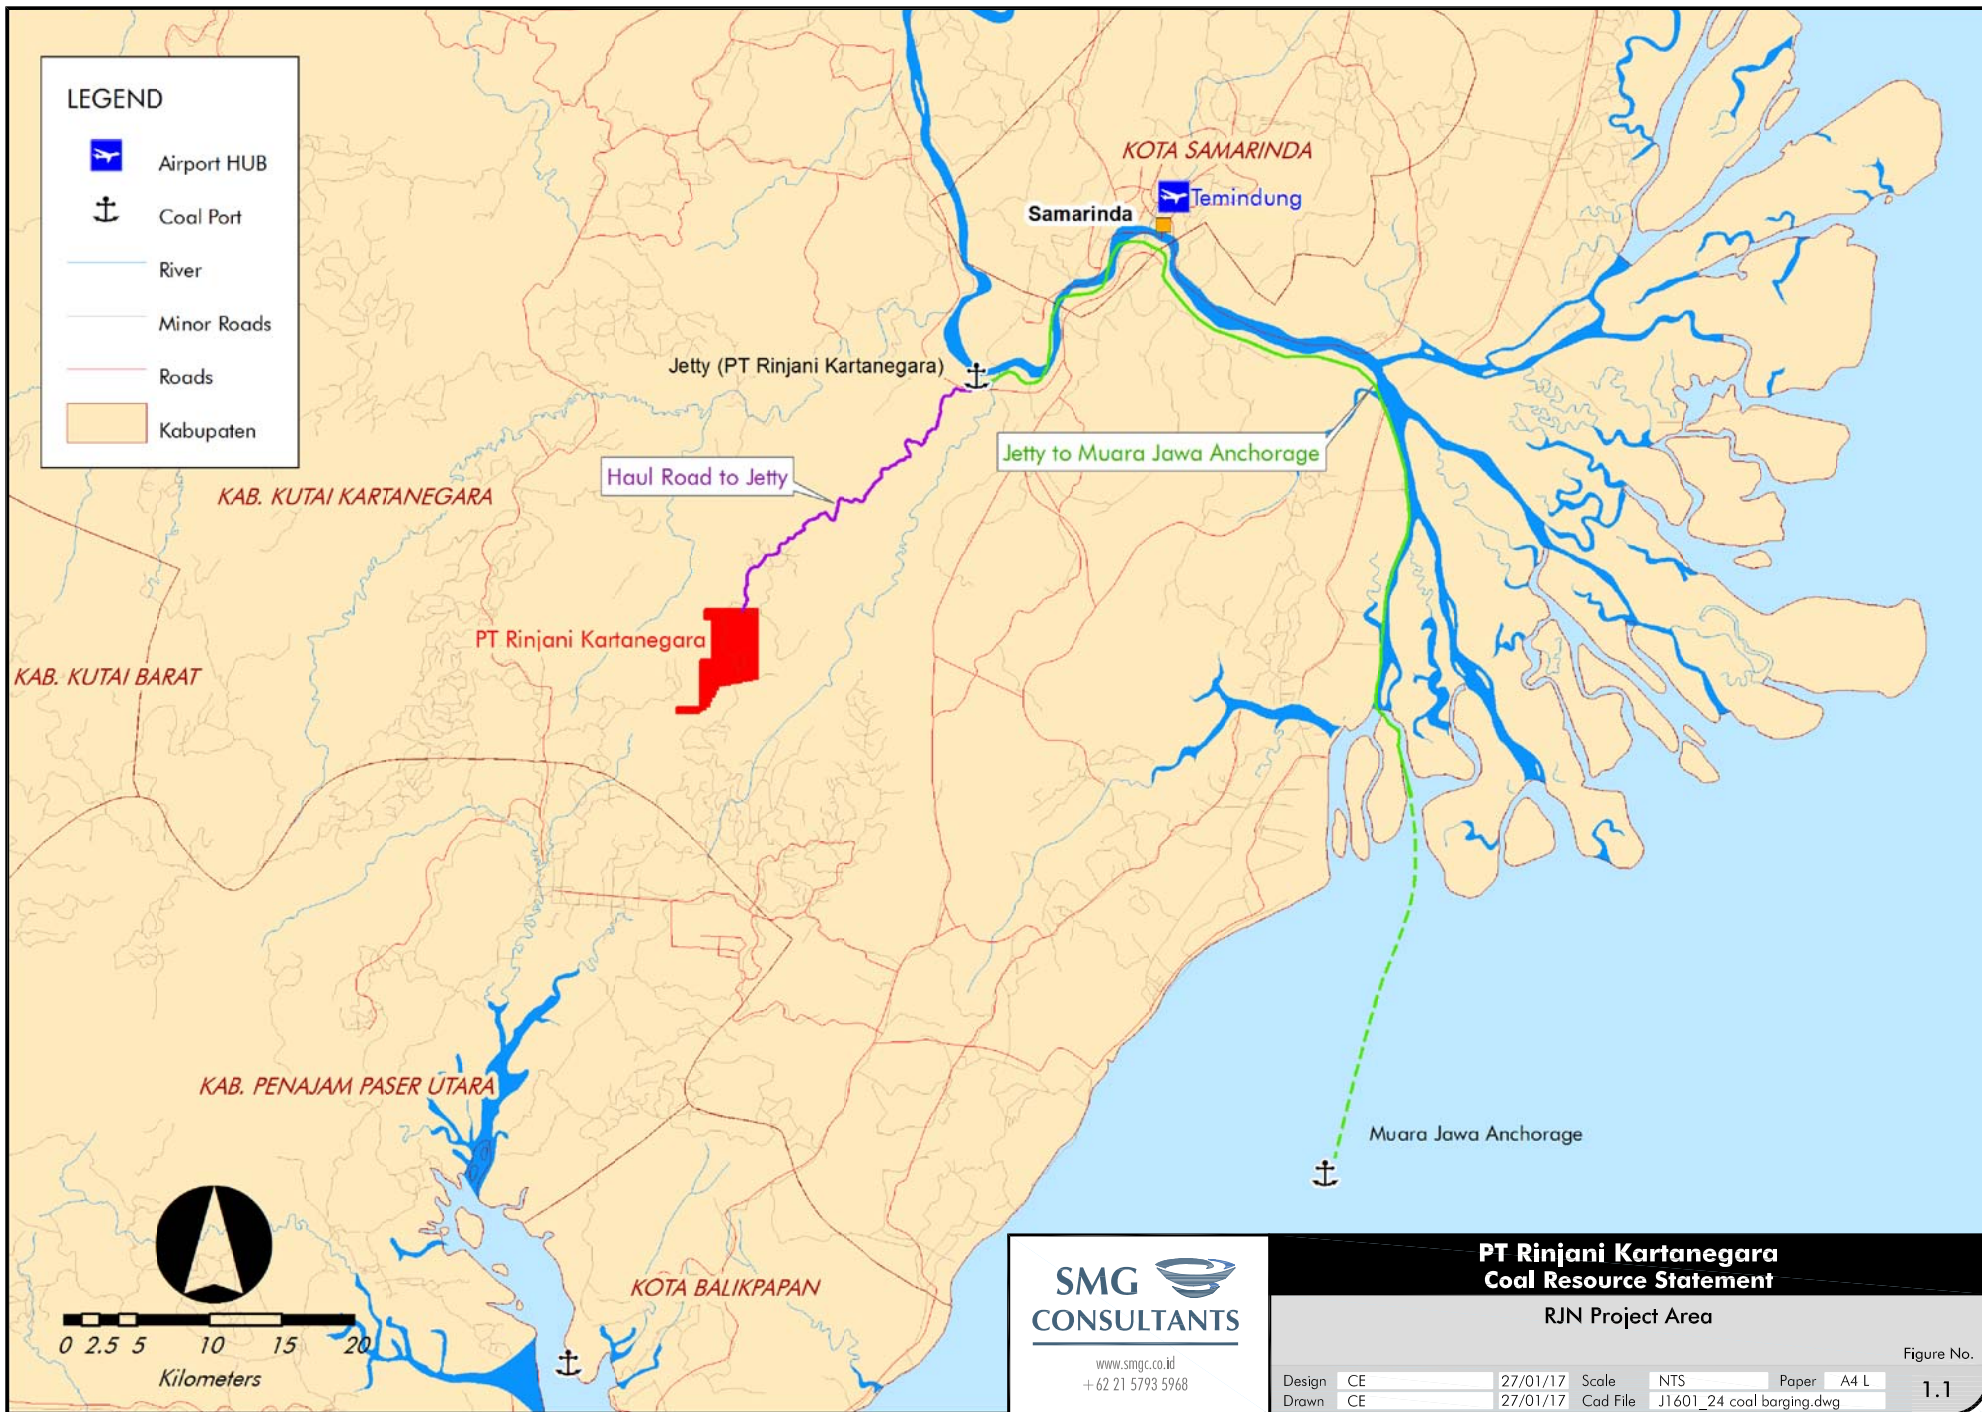 LEGEND
Airport HUB
Coal Port
River
Minor Roads
Roads
Kabupaten
KOTA SAMARINDA
Temindung
Samarinda
Jetty (PT Rinjani Kartanegara)
Jetty to Muara Jawa Anchorage
Haul Road to Jetty
KAB. KUTAI KARTANEGARA
PT Rinjani Kartanegara
KAB. KUTAI BARAT
KAB. PENAJAM PASER UTARA
Muara Jawa Anchorage
KOTA BALIKPAPAN
0 2.5 5 10 15 20
Kilometers
SMG
CONSULTANTS
www.smgc.co.id
+62 21 5793 5968
PT Rinjani Kartanegara
Coal Resource Statement
RJN Project Area
Figure No.
Design CE 27/01/17 Scale NTS Paper A4 L
Drawn CE 27/01/17 Cad File J1601_24 coal barging.dwg
1.1